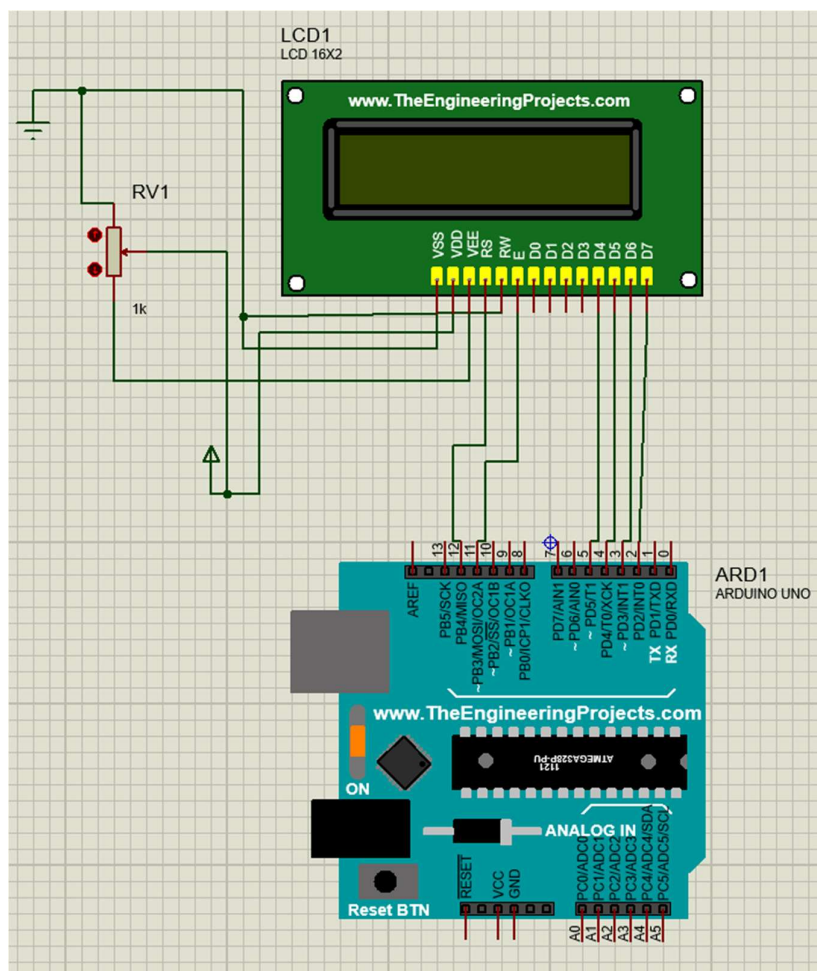 LCD1
LCD 16X2
www.TheEngineeringProjects.com
RV1
1k
VSS
VDD
VEE
RS
RW
E
D0
D1
D2
D3
D4
D5
D6
D7
ARD1
ARDUINO UNO
13
12
11
10
9
8
7
6
5
4
3
2
1
0
AREF
PB5/SCK
PB4/MISO
~PB3/MOSI/OC2A
~PB2/SS/OC1B
~PB1/OC1A
PB0/ICP1/CLKO
PD7/AIN1
~PD6/AIN0
~PD5/T1
PD4/T0/XCK
~PD3/INT1
PD2/INT0
PD1/TXD
PD0/RXD
TX
RX
www.TheEngineeringProjects.com
ATMEGA328P-PU
1121
ON
ANALOG IN
Reset BTN
RESET
VCC
GND
PC0/ADC0
PC1/ADC1
PC2/ADC2
PC3/ADC3
PC4/ADC4/SDA
PC5/ADC5/SCL
A0
A1
A2
A3
A4
A5